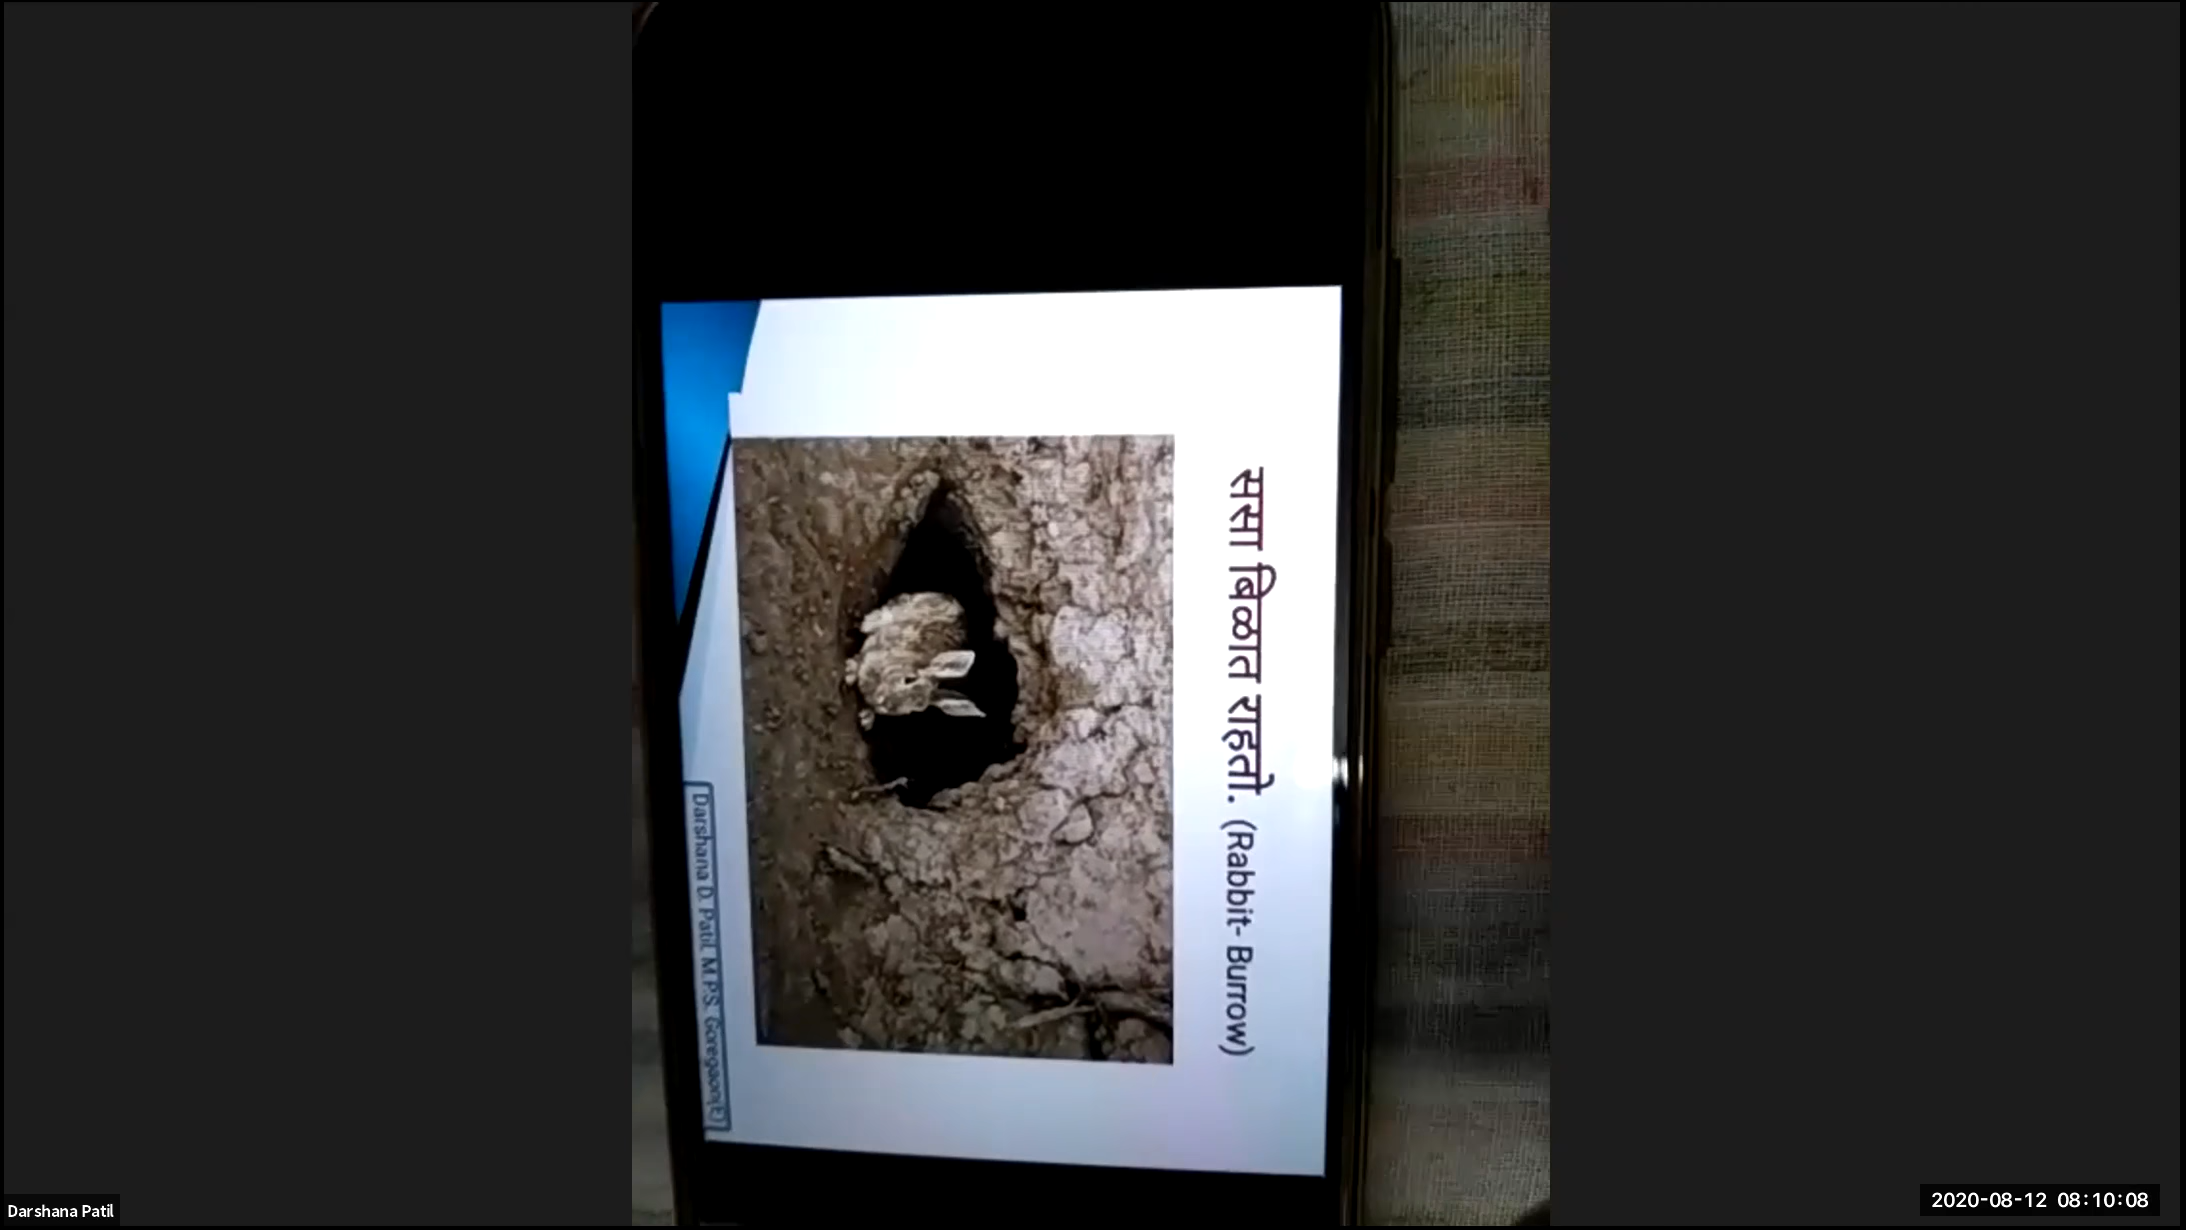 ससा बिळात राहतो. (Rabbit- Burrow)
Darshana D. Patil, M.P.S. Goregaon(E)
Darshana Patil
2020-08-12 08:10:08